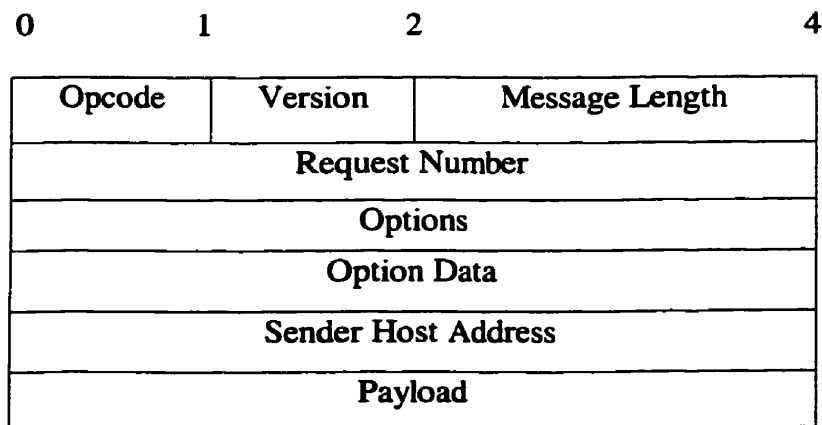 0 1 2 4
Opcode Version Message Length
Request Number
Options
Option Data
Sender Host Address
Payload